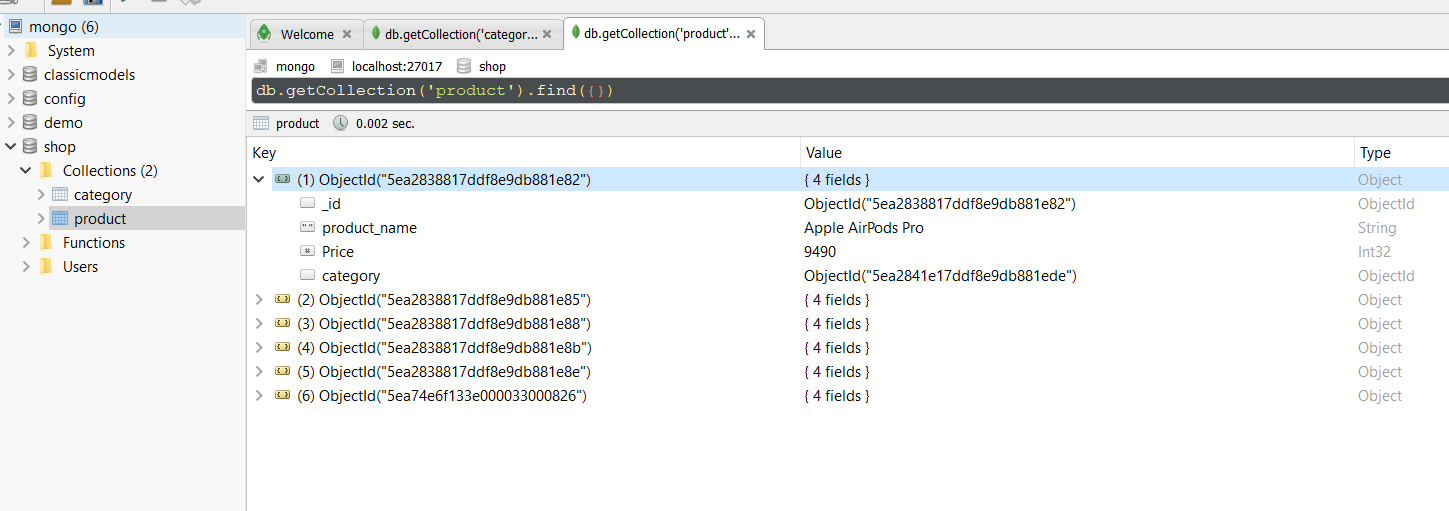 mongo (6)
System
classicmodels
config
demo
shop
Collections (2)
category
product
Functions
Users
Welcome
db.getCollection('categor...
db.getCollection('product'...
mongo localhost:27017 shop
db.getCollection('product').find({})
product 0.002 sec.
Key Value Type
(1) ObjectId("5ea2838817ddf8e9db881e82") { 4 fields } Object
_id ObjectId("5ea2838817ddf8e9db881e82") ObjectId
product_name Apple AirPods Pro String
Price 9490 Int32
category ObjectId("5ea2841e17ddf8e9db881ede") ObjectId
(2) ObjectId("5ea2838817ddf8e9db881e85") { 4 fields } Object
(3) ObjectId("5ea2838817ddf8e9db881e88") { 4 fields } Object
(4) ObjectId("5ea2838817ddf8e9db881e8b") { 4 fields } Object
(5) ObjectId("5ea2838817ddf8e9db881e8e") { 4 fields } Object
(6) ObjectId("5ea74e6f133e000033000826") { 4 fields } Object